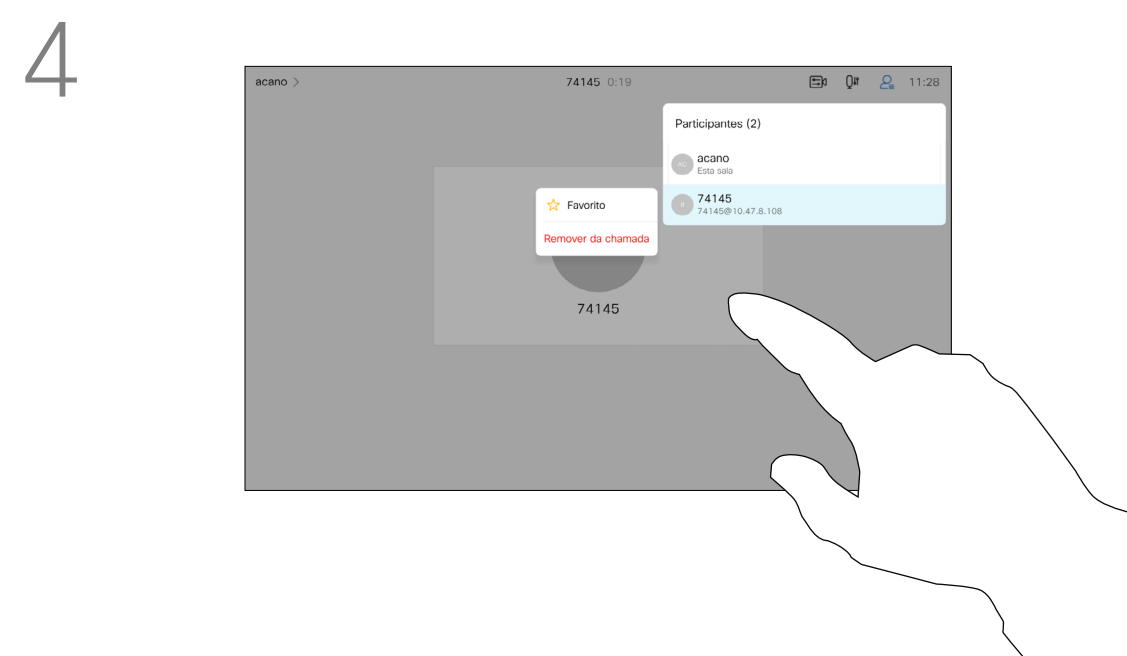 4
acano >
74145 0:19
11:28
Participantes (2)
AC
acano
Esta sala
74145
74145@10.47.8.108
Favorito
Remover da chamada
74145